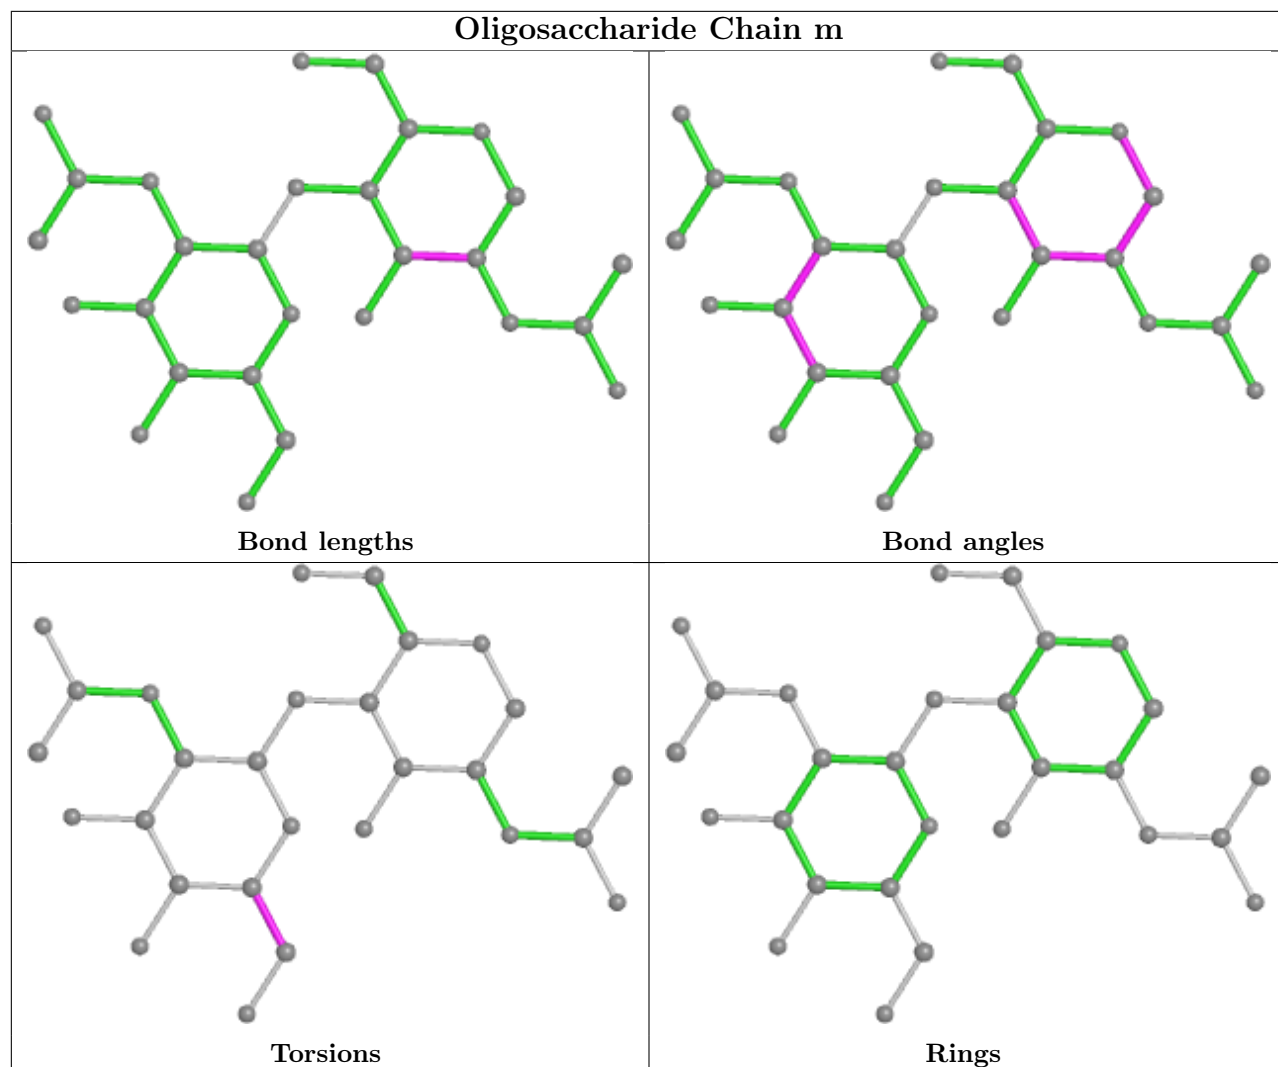 Oligosaccharide Chain m
Bond lengths
Bond angles
Torsions
Rings